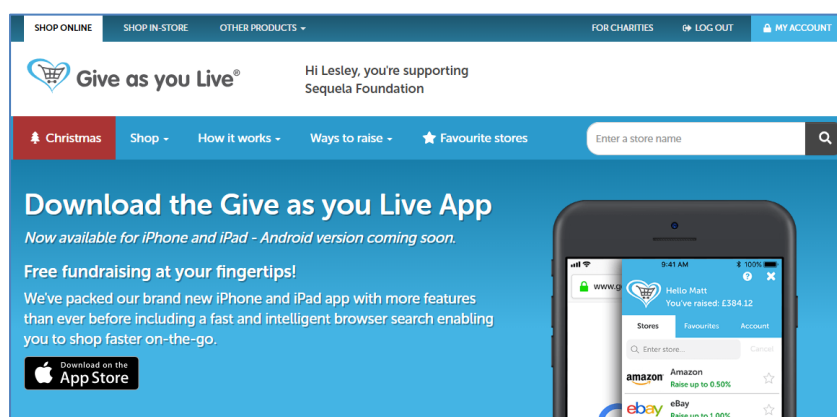 SHOP ONLINE
SHOP IN-STORE
OTHER PRODUCTS
FOR CHARITIES
LOG OUT
MY ACCOUNT
Give as you Live®
Hi Lesley, you're supporting
Sequela Foundation
Christmas
Shop
How it works
Ways to raise
Favourite stores
Enter a store name
Download the Give as you Live App
Now available for iPhone and iPad - Android version coming soon.
Free fundraising at your fingertips!
We've packed our brand new iPhone and iPad app with more features
than ever before including a fast and intelligent browser search enabling
you to shop faster on-the-go.
Download on the
App Store
9:41 AM
100%
www.g
Hello Matt
You've raised: £384.12
Stores
Favourites
Account
Enter store...
Cancel
amazon
Amazon
Raise up to 0.50%
ebay
eBay
Raise up to 1.00%